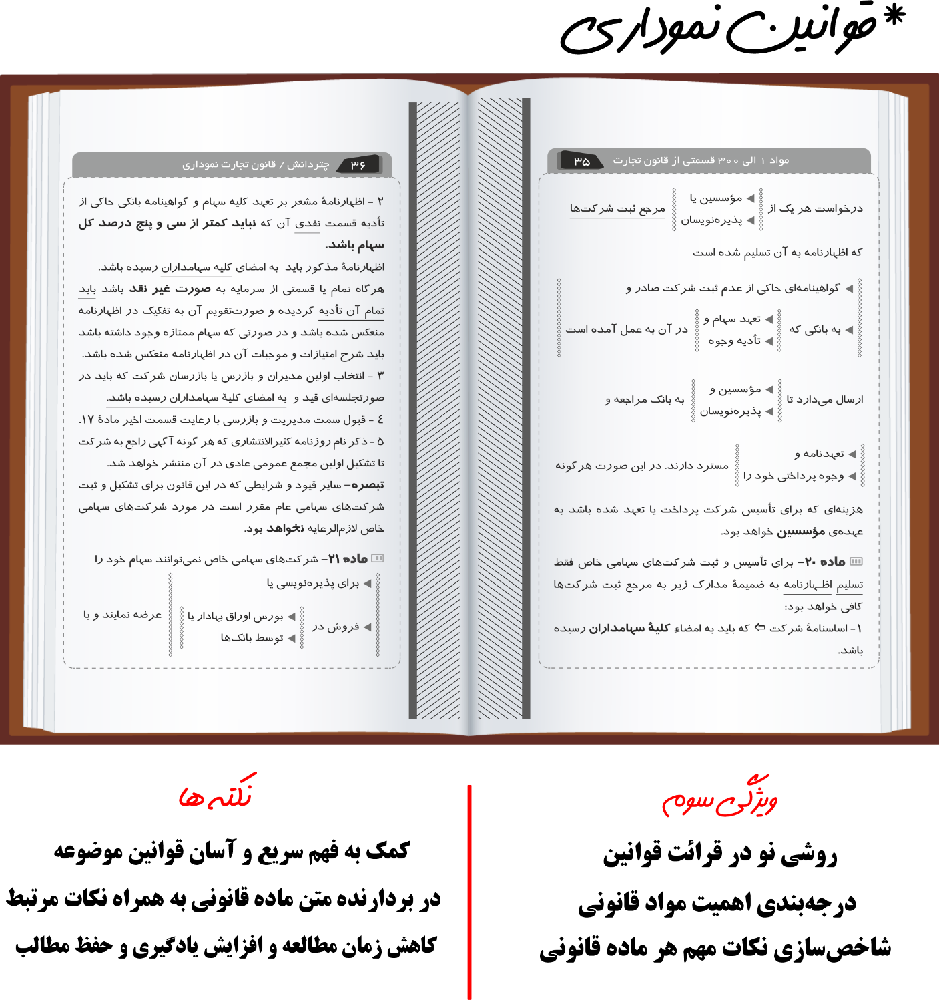 * قوانین نموداری
مواد ۱ الی ۳۰۰ قسمتی از قانون تجارت ۳۵
درخواست هر یک از
مؤسسین یا
پذیره‌نویسان
مرجع ثبت شرکت‌ها
که اظهارنامه به آن تسلیم شده است
گواهینامه‌ای حاکی از عدم ثبت شرکت صادر و
به بانکی که
تعهد سهام و
تأدیه وجوه
در آن به عمل آمده است
ارسال می‌دارد تا
مؤسسین و
پذیره‌نویسان
به بانک مراجعه و
تعهدنامه و
وجوه پرداختی خود را
مسترد دارند. در این صورت هرگونه
هزینه‌ای که برای تأسیس شرکت پرداخت یا تعهد شده باشد به
عهده‌ی مؤسسین خواهد بود.
ماده ۲۰- برای تأسیس و ثبت شرکت‌های سهامی خاص فقط
تسلیم اظهارنامه به ضمیمۀ مدارک زیر به مرجع ثبت شرکت‌ها
کافی خواهد بود:
۱- اساسنامۀ شرکت ⇦ که باید به امضاءِ کلیۀ سهامداران رسیده
باشد.
۳۶ چتردانش / قانون تجارت نموداری
۲ - اظهارنامۀ مشعر بر تعهد کلیه سهام و گواهینامه بانکی حاکی از
تأدیه قسمت نقدی آن که نباید کمتر از سی و پنج درصد کل
سهام باشد.
اظهارنامۀ مذکور باید به امضای کلیه سهامداران رسیده باشد.
هرگاه تمام یا قسمتی از سرمایه به صورت غیر نقد باشد باید
تمام آن تأدیه گردیده و صورت‌تقویم آن به تفکیک در اظهارنامه
منعکس شده باشد و در صورتی که سهام ممتازه وجود داشته باشد
باید شرح امتیازات و موجبات آن در اظهارنامه منعکس شده باشد.
۳ - انتخاب اولین مدیران و بازرس یا بازرسان شرکت که باید در
صورتجلسه‌ای قید و به امضای کلیۀ سهامداران رسیده باشد.
٤ - قبول سمت مدیریت و بازرسی با رعایت قسمت اخیر مادۀ ۱۷.
۵ - ذکر نام روزنامه کثیرالانتشاری که هر گونه آگهی راجع به شرکت
تا تشکیل اولین مجمع عمومی عادی در آن منتشر خواهد شد.
تبصره- سایر قیود و شرایطی که در این قانون برای تشکیل و ثبت
شرکت‌های سهامی عام مقرر است در مورد شرکت‌های سهامی
خاص لازم‌الرعایه نخواهد بود.
ماده ۲۱- شرکت‌های سهامی خاص نمی‌توانند سهام خود را
برای پذیره‌نویسی یا
فروش در
بورس اوراق بهادار یا
توسط بانک‌ها
عرضه نمایند و یا
ویژگی سوم
روشی نو در قرائت قوانین
درجه‌بندی اهمیت مواد قانونی
شاخص‌سازی نکات مهم هر ماده قانونی
نکته ها
کمک به فهم سریع و آسان قوانین موضوعه
در بردارنده متن ماده قانونی به همراه نکات مرتبط
کاهش زمان مطالعه و افزایش یادگیری و حفظ مطالب